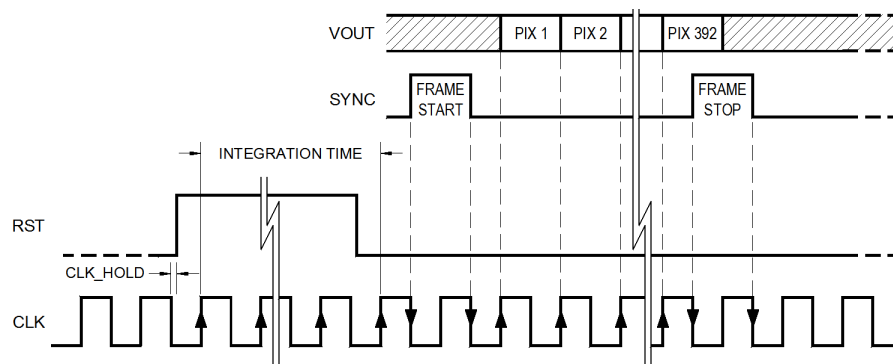 VOUT PIX 1 PIX 2 PIX 392
SYNC FRAME START FRAME STOP
INTEGRATION TIME
RST
CLK_HOLD
CLK